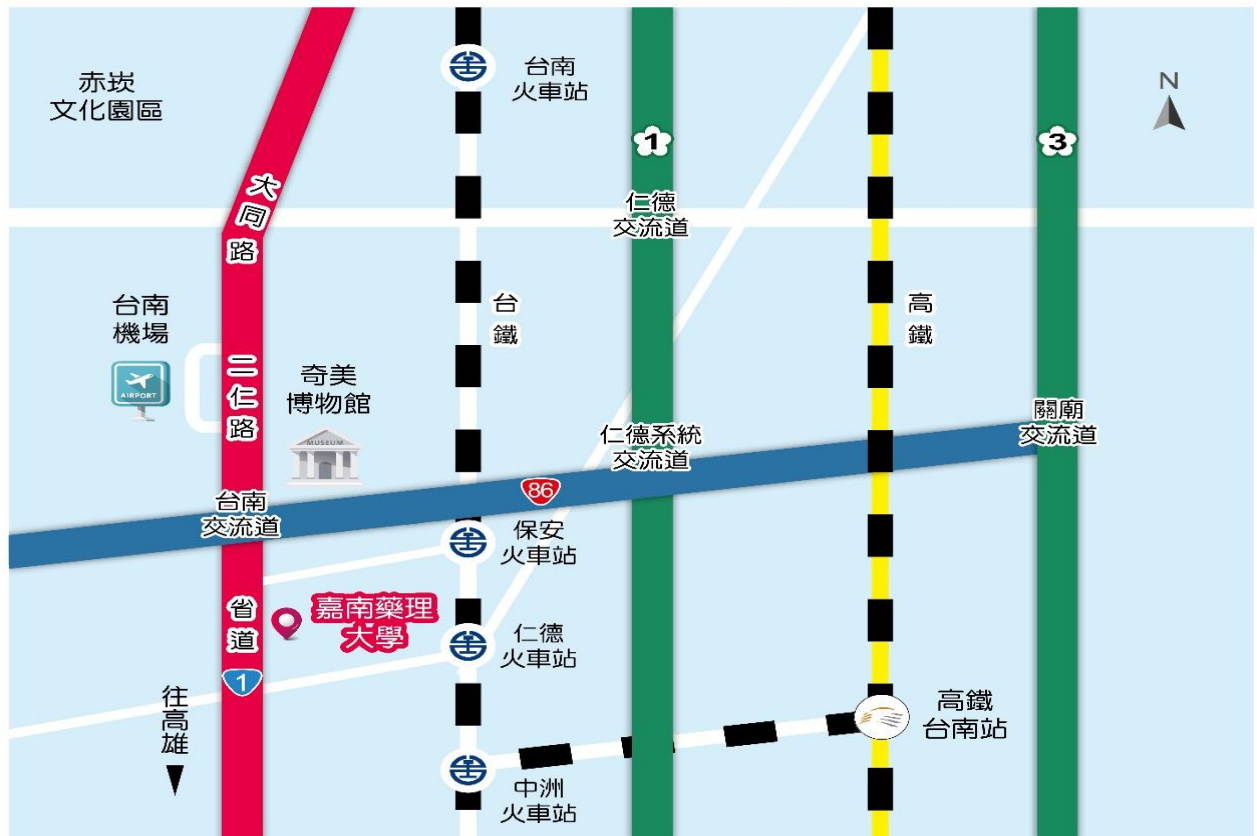 赤崁
文化園區
台南
火車站
N
1
3
大同路
仁德
交流道
台南
機場
AIRPORT
二仁路
奇美
博物館
MUSEUM
台鐵
高鐵
仁德系統
交流道
關廟
交流道
86
台南
交流道
保安
火車站
省道
嘉南藥理
大學
仁德
火車站
1
往高雄
高鐵
台南站
中洲
火車站